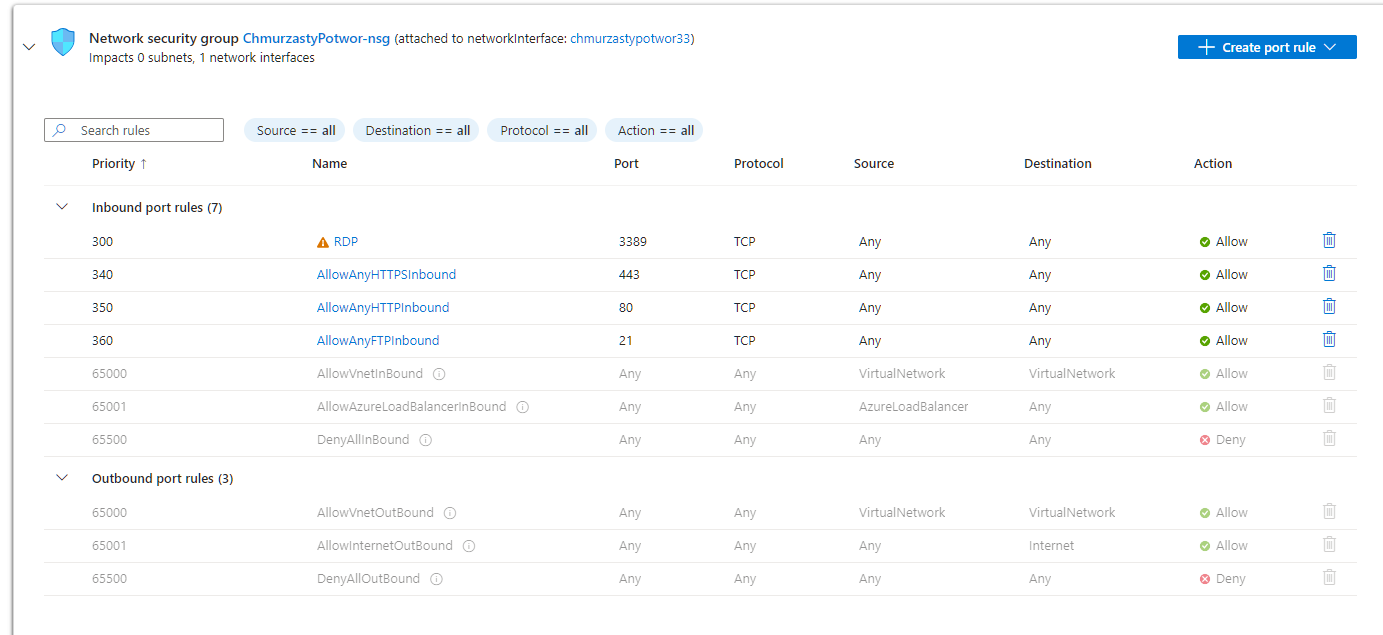 Network security group ChmurzastyPotwor-nsg (attached to networkInterface: chmurzastypotwor33)
Impacts 0 subnets, 1 network interfaces
Create port rule
Search rules Source == all Destination == all Protocol == all Action == all
Priority ↑ Name Port Protocol Source Destination Action
Inbound port rules (7)
300 RDP 3389 TCP Any Any Allow
340 AllowAnyHTTPSInbound 443 TCP Any Any Allow
350 AllowAnyHTTPInbound 80 TCP Any Any Allow
360 AllowAnyFTPInbound 21 TCP Any Any Allow
65000 AllowVnetInBound Any Any VirtualNetwork VirtualNetwork Allow
65001 AllowAzureLoadBalancerInBound Any Any AzureLoadBalancer Any Allow
65500 DenyAllInBound Any Any Any Any Deny
Outbound port rules (3)
65000 AllowVnetOutBound Any Any VirtualNetwork VirtualNetwork Allow
65001 AllowInternetOutBound Any Any Any Internet Allow
65500 DenyAllOutBound Any Any Any Any Deny